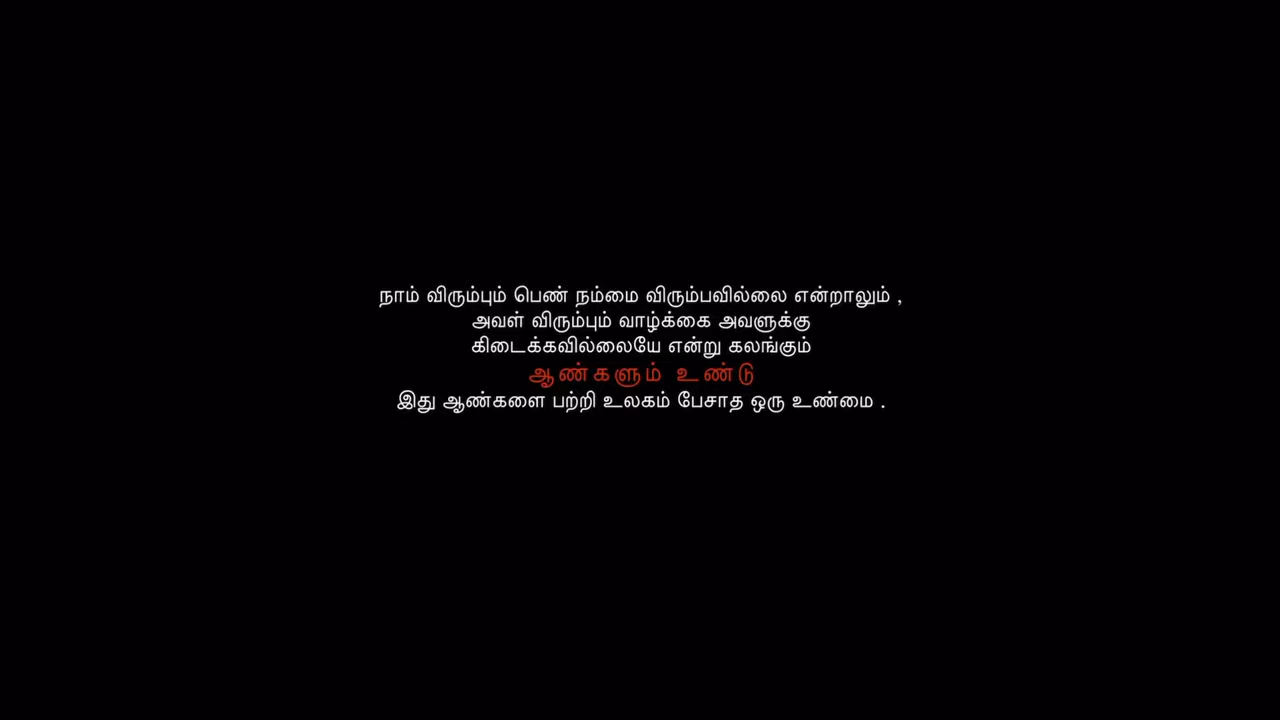 நாம் விரும்பும் பெண் நம்மை விரும்பவில்லை என்றாலும் ,
அவள் விரும்பும் வாழ்க்கை அவளுக்கு
கிடைக்கவில்லையே என்று கலங்கும்
ஆண்களும் உண்டு
இது ஆண்களை பற்றி உலகம் பேசாத ஒரு உண்மை .